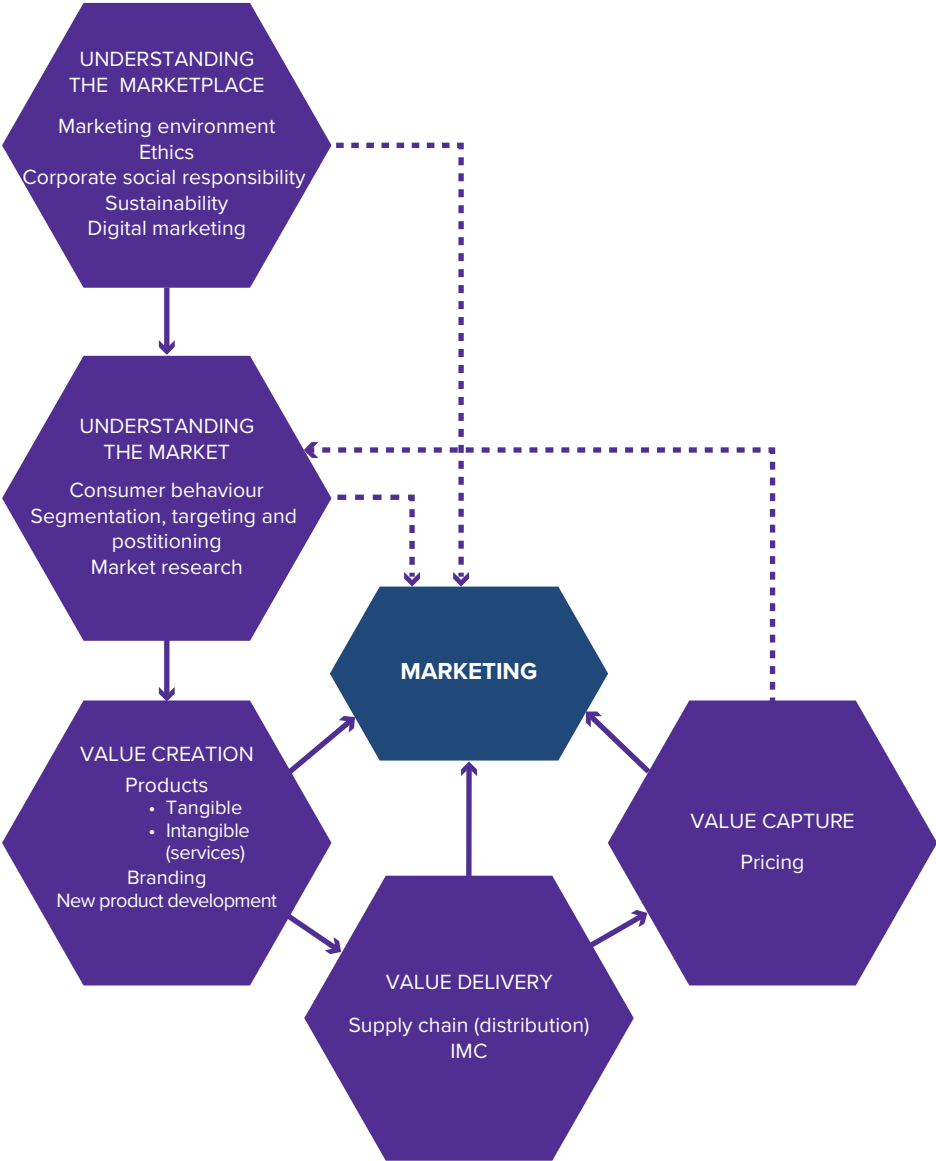 UNDERSTANDING
THE MARKETPLACE
Marketing environment
Ethics
Corporate social responsibility
Sustainability
Digital marketing
UNDERSTANDING
THE MARKET
Consumer behaviour
Segmentation, targeting and
postitioning
Market research
MARKETING
VALUE CREATION
Products
• Tangible
• Intangible
(services)
Branding
New product development
VALUE CAPTURE
Pricing
VALUE DELIVERY
Supply chain (distribution)
IMC